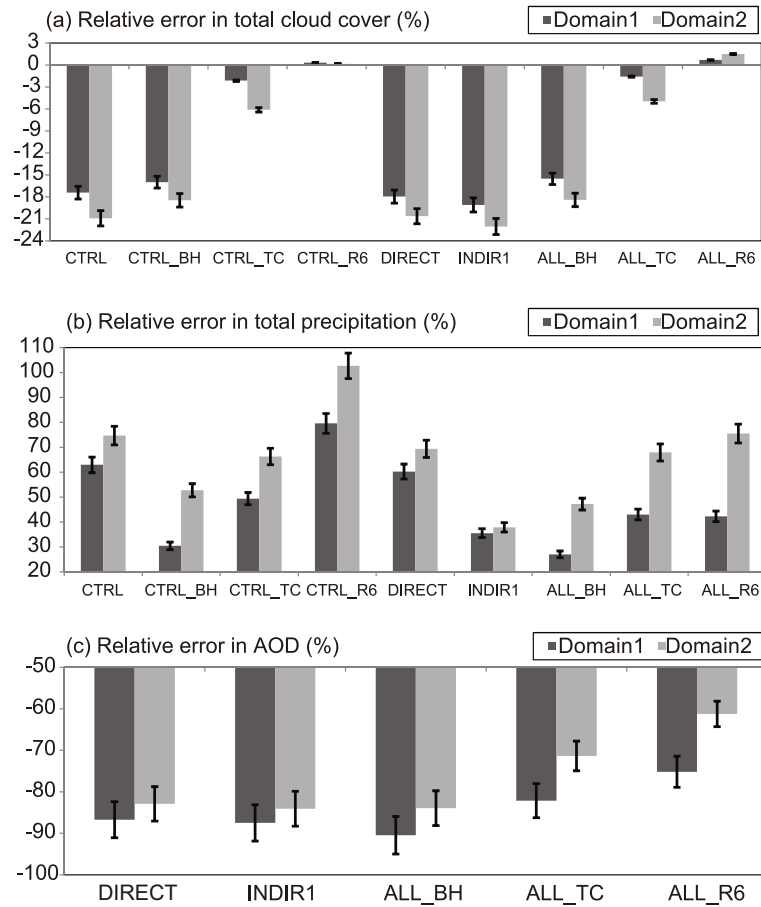 (a) Relative error in total cloud cover (%)
Domain1 Domain2
3
0
-3
-6
-9
-12
-15
-18
-21
-24
CTRL CTRL_BH CTRL_TC CTRL_R6 DIRECT INDIR1 ALL_BH ALL_TC ALL_R6
(b) Relative error in total precipitation (%)
Domain1 Domain2
110
100
90
80
70
60
50
40
30
20
CTRL CTRL_BH CTRL_TC CTRL_R6 DIRECT INDIR1 ALL_BH ALL_TC ALL_R6
(c) Relative error in AOD (%)
Domain1 Domain2
-50
-60
-70
-80
-90
-100
DIRECT INDIR1 ALL_BH ALL_TC ALL_R6